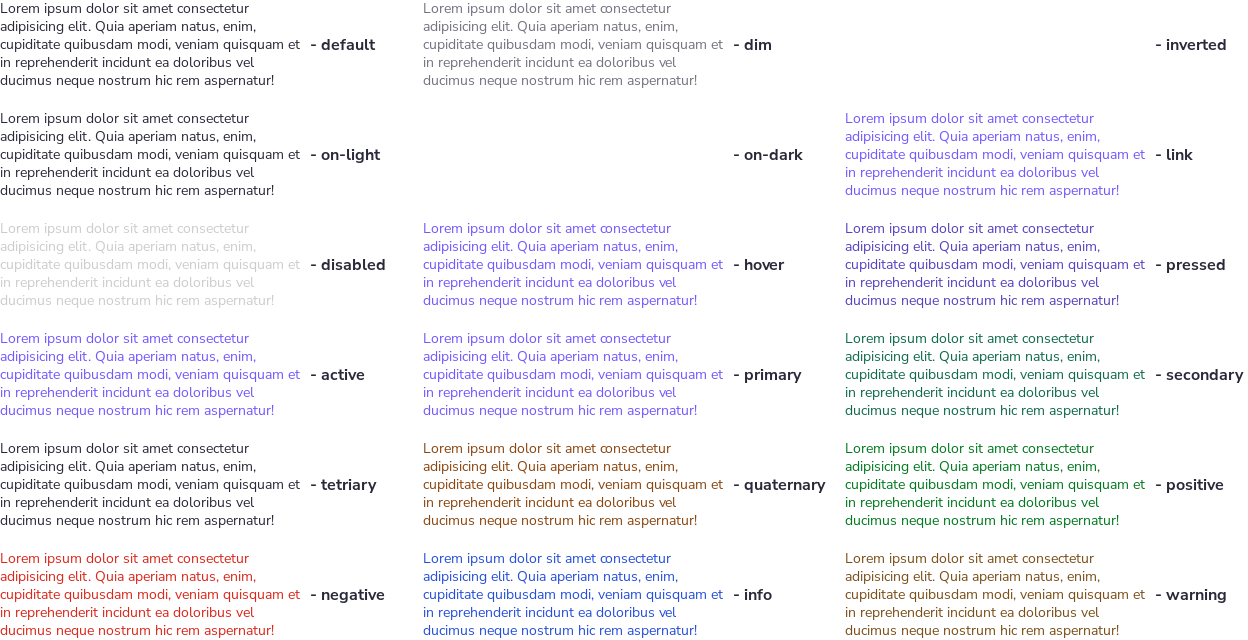 Lorem ipsum dolor sit amet consectetur
adipisicing elit. Quia aperiam natus, enim,
cupiditate quibusdam modi, veniam quisquam et
in reprehenderit incidunt ea doloribus vel
ducimus neque nostrum hic rem aspernatur!
- default
Lorem ipsum dolor sit amet consectetur
adipisicing elit. Quia aperiam natus, enim,
cupiditate quibusdam modi, veniam quisquam et
in reprehenderit incidunt ea doloribus vel
ducimus neque nostrum hic rem aspernatur!
- dim
- inverted
Lorem ipsum dolor sit amet consectetur
adipisicing elit. Quia aperiam natus, enim,
cupiditate quibusdam modi, veniam quisquam et
in reprehenderit incidunt ea doloribus vel
ducimus neque nostrum hic rem aspernatur!
- on-light
- on-dark
Lorem ipsum dolor sit amet consectetur
adipisicing elit. Quia aperiam natus, enim,
cupiditate quibusdam modi, veniam quisquam et
in reprehenderit incidunt ea doloribus vel
ducimus neque nostrum hic rem aspernatur!
- link
Lorem ipsum dolor sit amet consectetur
adipisicing elit. Quia aperiam natus, enim,
cupiditate quibusdam modi, veniam quisquam et
in reprehenderit incidunt ea doloribus vel
ducimus neque nostrum hic rem aspernatur!
- disabled
Lorem ipsum dolor sit amet consectetur
adipisicing elit. Quia aperiam natus, enim,
cupiditate quibusdam modi, veniam quisquam et
in reprehenderit incidunt ea doloribus vel
ducimus neque nostrum hic rem aspernatur!
- hover
Lorem ipsum dolor sit amet consectetur
adipisicing elit. Quia aperiam natus, enim,
cupiditate quibusdam modi, veniam quisquam et
in reprehenderit incidunt ea doloribus vel
ducimus neque nostrum hic rem aspernatur!
- pressed
Lorem ipsum dolor sit amet consectetur
adipisicing elit. Quia aperiam natus, enim,
cupiditate quibusdam modi, veniam quisquam et
in reprehenderit incidunt ea doloribus vel
ducimus neque nostrum hic rem aspernatur!
- active
Lorem ipsum dolor sit amet consectetur
adipisicing elit. Quia aperiam natus, enim,
cupiditate quibusdam modi, veniam quisquam et
in reprehenderit incidunt ea doloribus vel
ducimus neque nostrum hic rem aspernatur!
- primary
Lorem ipsum dolor sit amet consectetur
adipisicing elit. Quia aperiam natus, enim,
cupiditate quibusdam modi, veniam quisquam et
in reprehenderit incidunt ea doloribus vel
ducimus neque nostrum hic rem aspernatur!
- secondary
Lorem ipsum dolor sit amet consectetur
adipisicing elit. Quia aperiam natus, enim,
cupiditate quibusdam modi, veniam quisquam et
in reprehenderit incidunt ea doloribus vel
ducimus neque nostrum hic rem aspernatur!
- tetriary
Lorem ipsum dolor sit amet consectetur
adipisicing elit. Quia aperiam natus, enim,
cupiditate quibusdam modi, veniam quisquam et
in reprehenderit incidunt ea doloribus vel
ducimus neque nostrum hic rem aspernatur!
- quaternary
Lorem ipsum dolor sit amet consectetur
adipisicing elit. Quia aperiam natus, enim,
cupiditate quibusdam modi, veniam quisquam et
in reprehenderit incidunt ea doloribus vel
ducimus neque nostrum hic rem aspernatur!
- positive
Lorem ipsum dolor sit amet consectetur
adipisicing elit. Quia aperiam natus, enim,
cupiditate quibusdam modi, veniam quisquam et
in reprehenderit incidunt ea doloribus vel
ducimus neque nostrum hic rem aspernatur!
- negative
Lorem ipsum dolor sit amet consectetur
adipisicing elit. Quia aperiam natus, enim,
cupiditate quibusdam modi, veniam quisquam et
in reprehenderit incidunt ea doloribus vel
ducimus neque nostrum hic rem aspernatur!
- info
Lorem ipsum dolor sit amet consectetur
adipisicing elit. Quia aperiam natus, enim,
cupiditate quibusdam modi, veniam quisquam et
in reprehenderit incidunt ea doloribus vel
ducimus neque nostrum hic rem aspernatur!
- warning